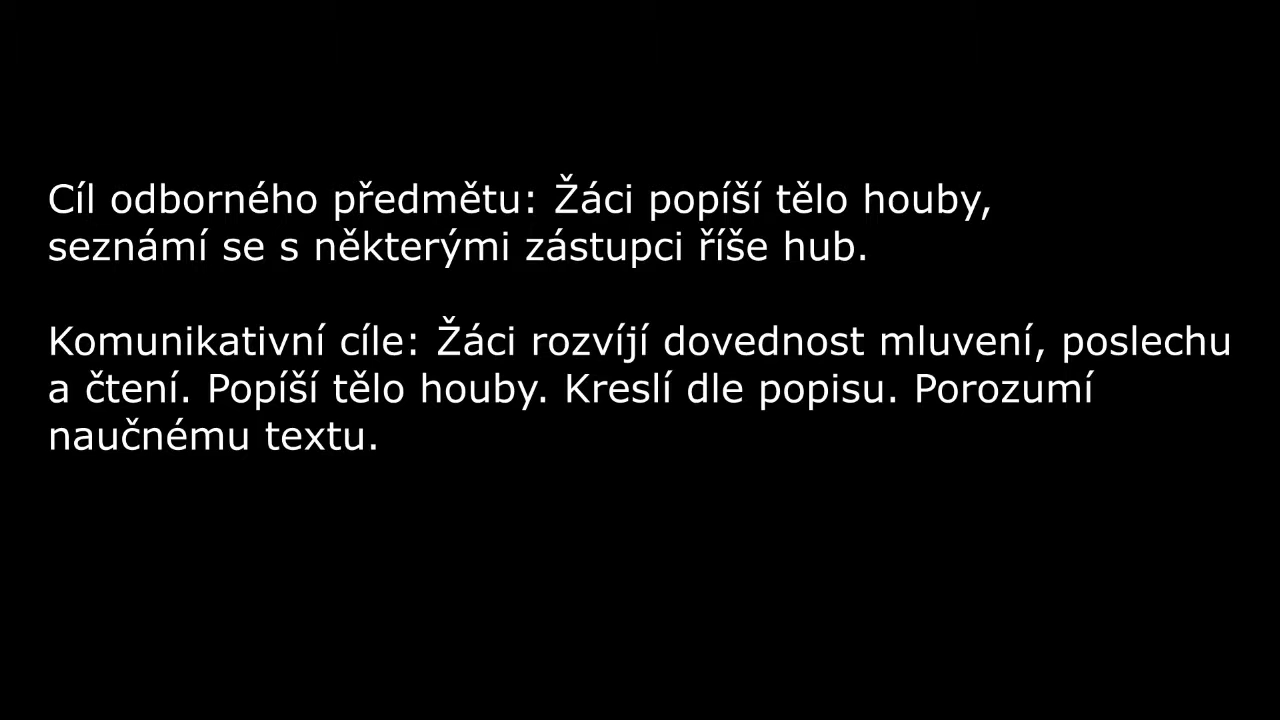 Cíl odborného předmětu: Žáci popíší tělo houby,
seznámí se s některými zástupci říše hub.
Komunikativní cíle: Žáci rozvíjí dovednost mluvení, poslechu
a čtení. Popíší tělo houby. Kreslí dle popisu. Porozumí
naučnému textu.